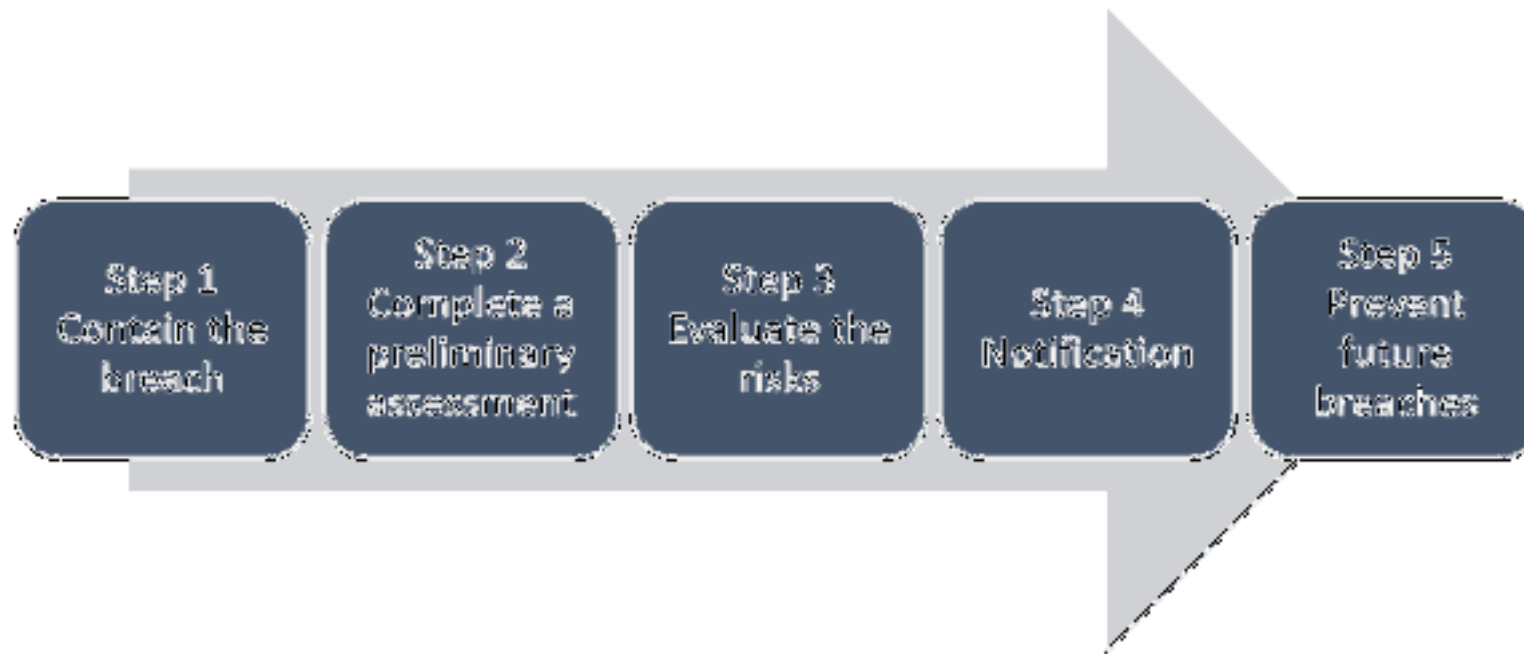 Step 1
Contain the
breach
Step 2
Complete a
preliminary
assessment
Step 3
Evaluate the
risks
Step 4
Notification
Step 5
Prevent
future
breaches